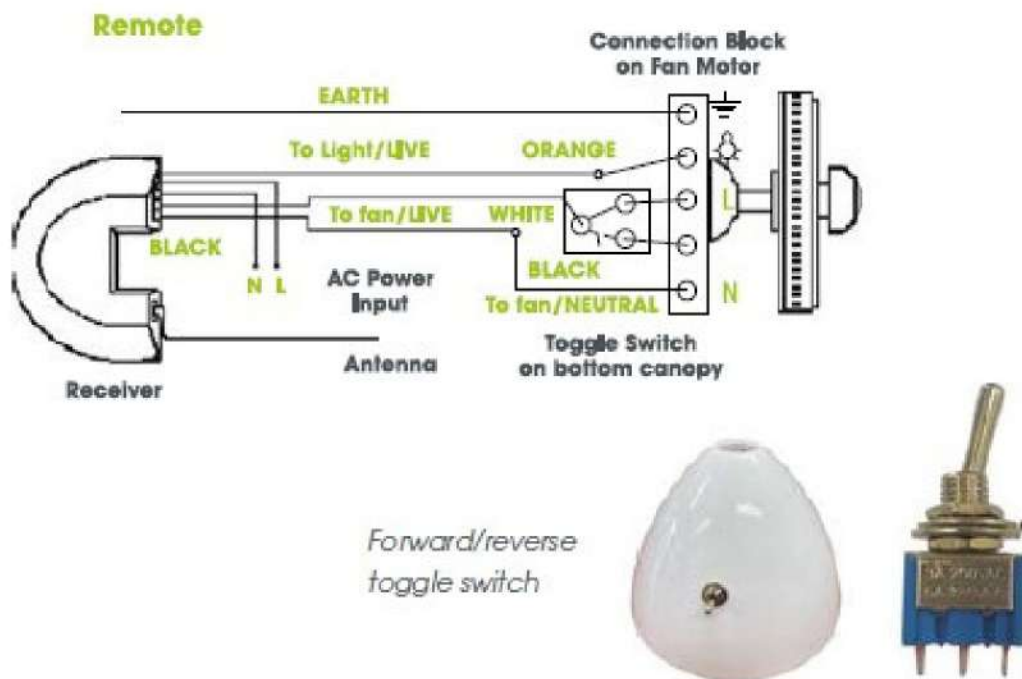 Remote
Connection Block
on Fan Motor
EARTH
To Light/LIVE
ORANGE
L
To fan/LIVE
WHITE
BLACK
N L
AC Power
Input
BLACK
To fan/NEUTRAL
N
Antenna
Toggle Switch
on bottom canopy
Receiver
Forward/reverse
toggle switch